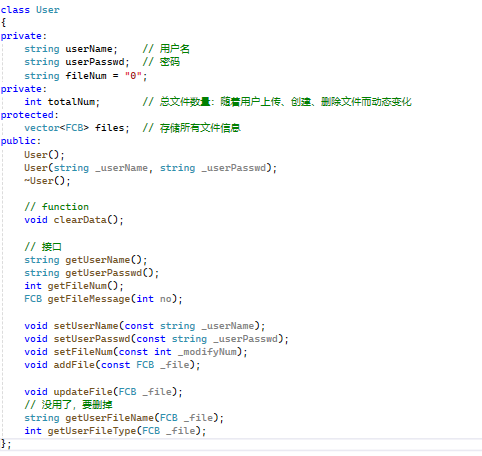 class User
{
private:
    string userName;    // 用户名
    string userPasswd;  // 密码
    string fileNum = "0";
private:
    int totalNum;       // 总文件数量：随着用户上传、创建、删除文件而动态变化
protected:
    vector<FCB> files;  // 存储所有文件信息
public:
    User();
    User(string _userName, string _userPasswd);
    ~User();

    // function
    void clearData();

    // 接口
    string getUserName();
    string getUserPasswd();
    int getFileNum();
    FCB getFileMessage(int no);

    void setUserName(const string _userName);
    void setUserPasswd(const string _userPasswd);
    void setFileNum(const int _modifyNum);
    void addFile(const FCB _file);

    void updateFile(FCB _file);
    // 没用了，要删掉
    string getUserFileName(FCB _file);
    int getUserFileType(FCB _file);
};